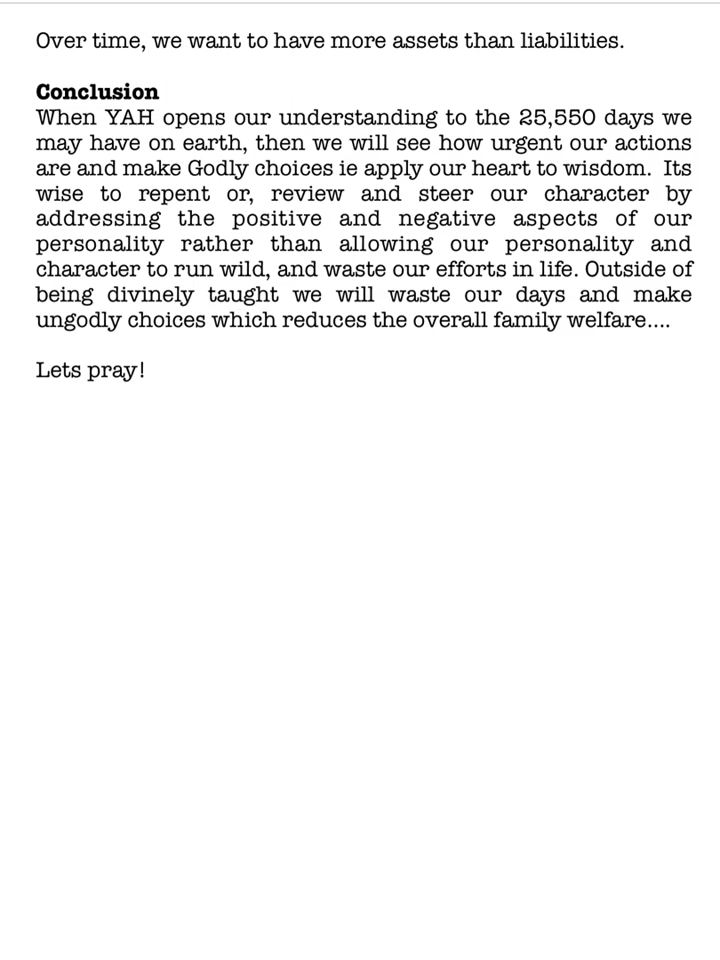 Over time, we want to have more assets than liabilities.
Conclusion
When YAH opens our understanding to the 25,550 days we
may have on earth, then we will see how urgent our actions
are and make Godly choices ie apply our heart to wisdom. Its
wise to repent or, review and steer our character by
addressing the positive and negative aspects of our
personality rather than allowing our personality and
character to run wild, and waste our efforts in life. Outside of
being divinely taught we will waste our days and make
ungodly choices which reduces the overall family welfare....
Lets pray!